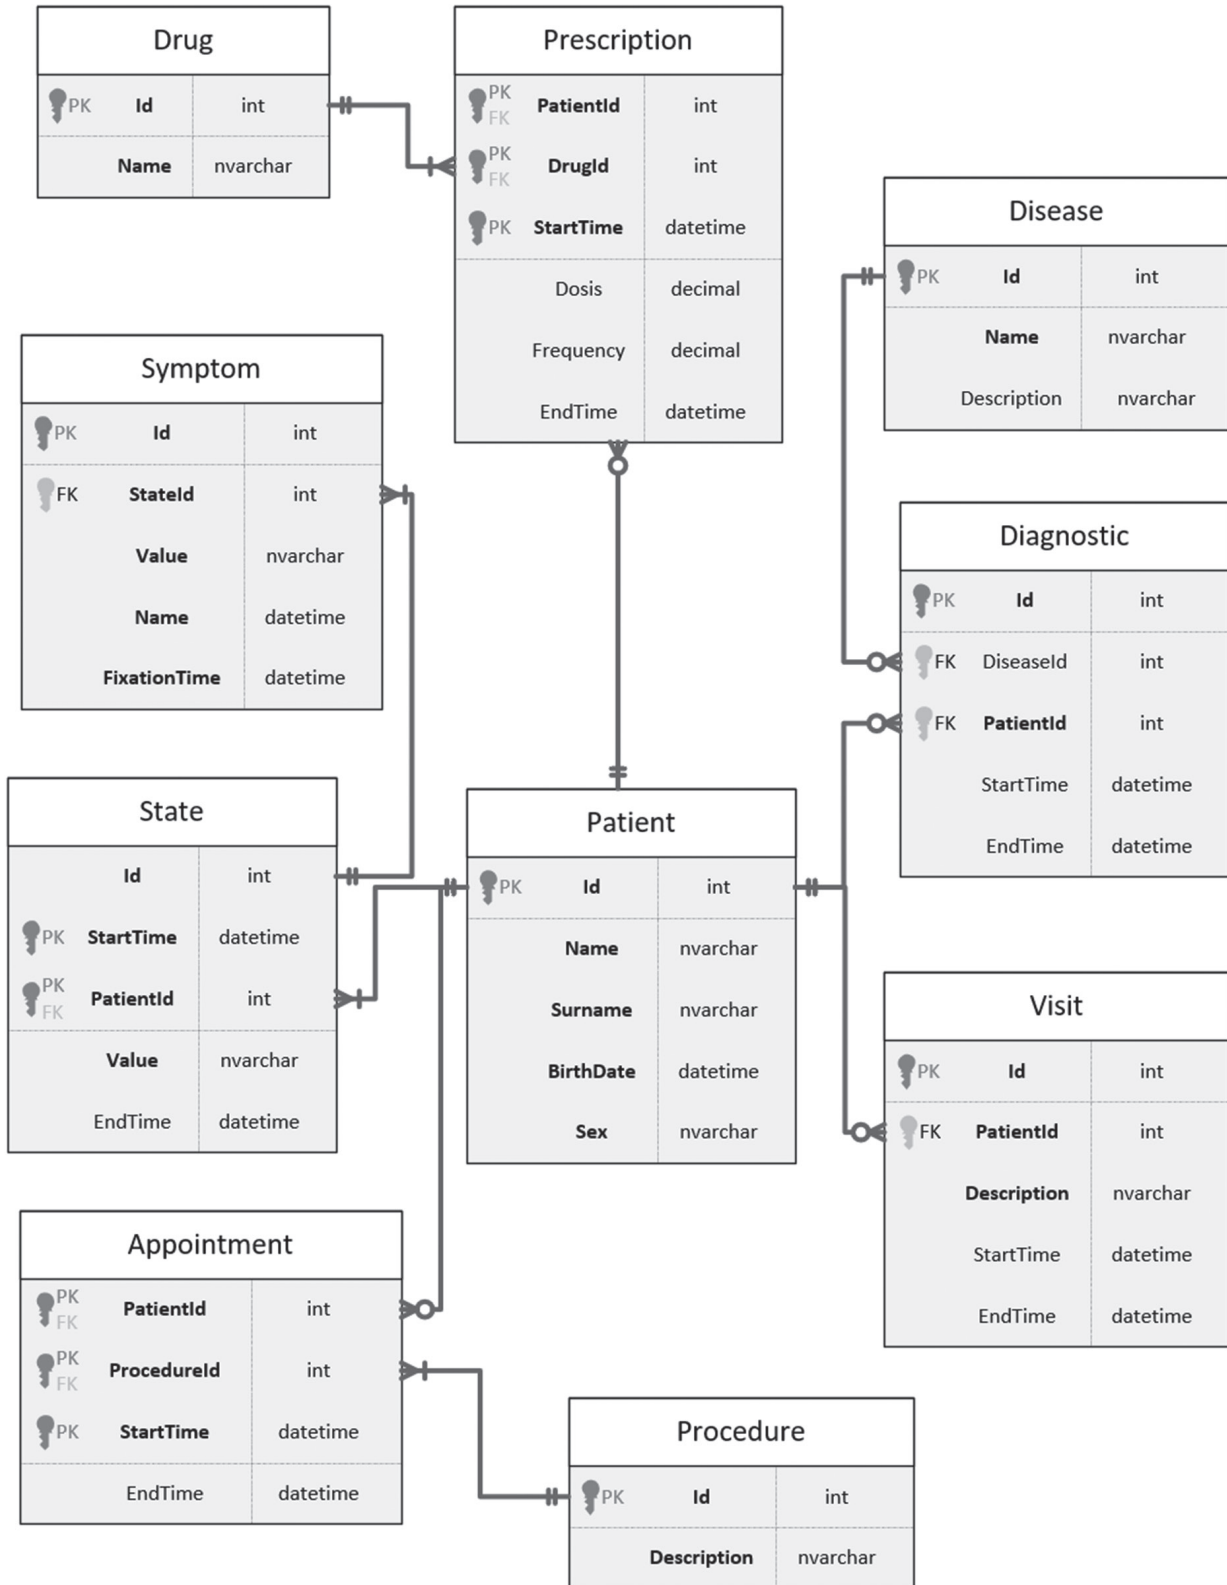 Drug
PK Id int
Name nvarchar
Prescription
PK FK PatientId int
PK FK DrugId int
PK StartTime datetime
Dosis decimal
Frequency decimal
EndTime datetime
Disease
PK Id int
Name nvarchar
Description nvarchar
Symptom
PK Id int
FK StateId int
Value nvarchar
Name datetime
FixationTime datetime
Diagnostic
PK Id int
FK DiseaseId int
FK PatientId int
StartTime datetime
EndTime datetime
State
Id int
PK StartTime datetime
PK FK PatientId int
Value nvarchar
EndTime datetime
Patient
PK Id int
Name nvarchar
Surname nvarchar
BirthDate datetime
Sex nvarchar
Visit
PK Id int
FK PatientId int
Description nvarchar
StartTime datetime
EndTime datetime
Appointment
PK FK PatientId int
PK FK ProcedureId int
PK StartTime datetime
EndTime datetime
Procedure
PK Id int
Description nvarchar